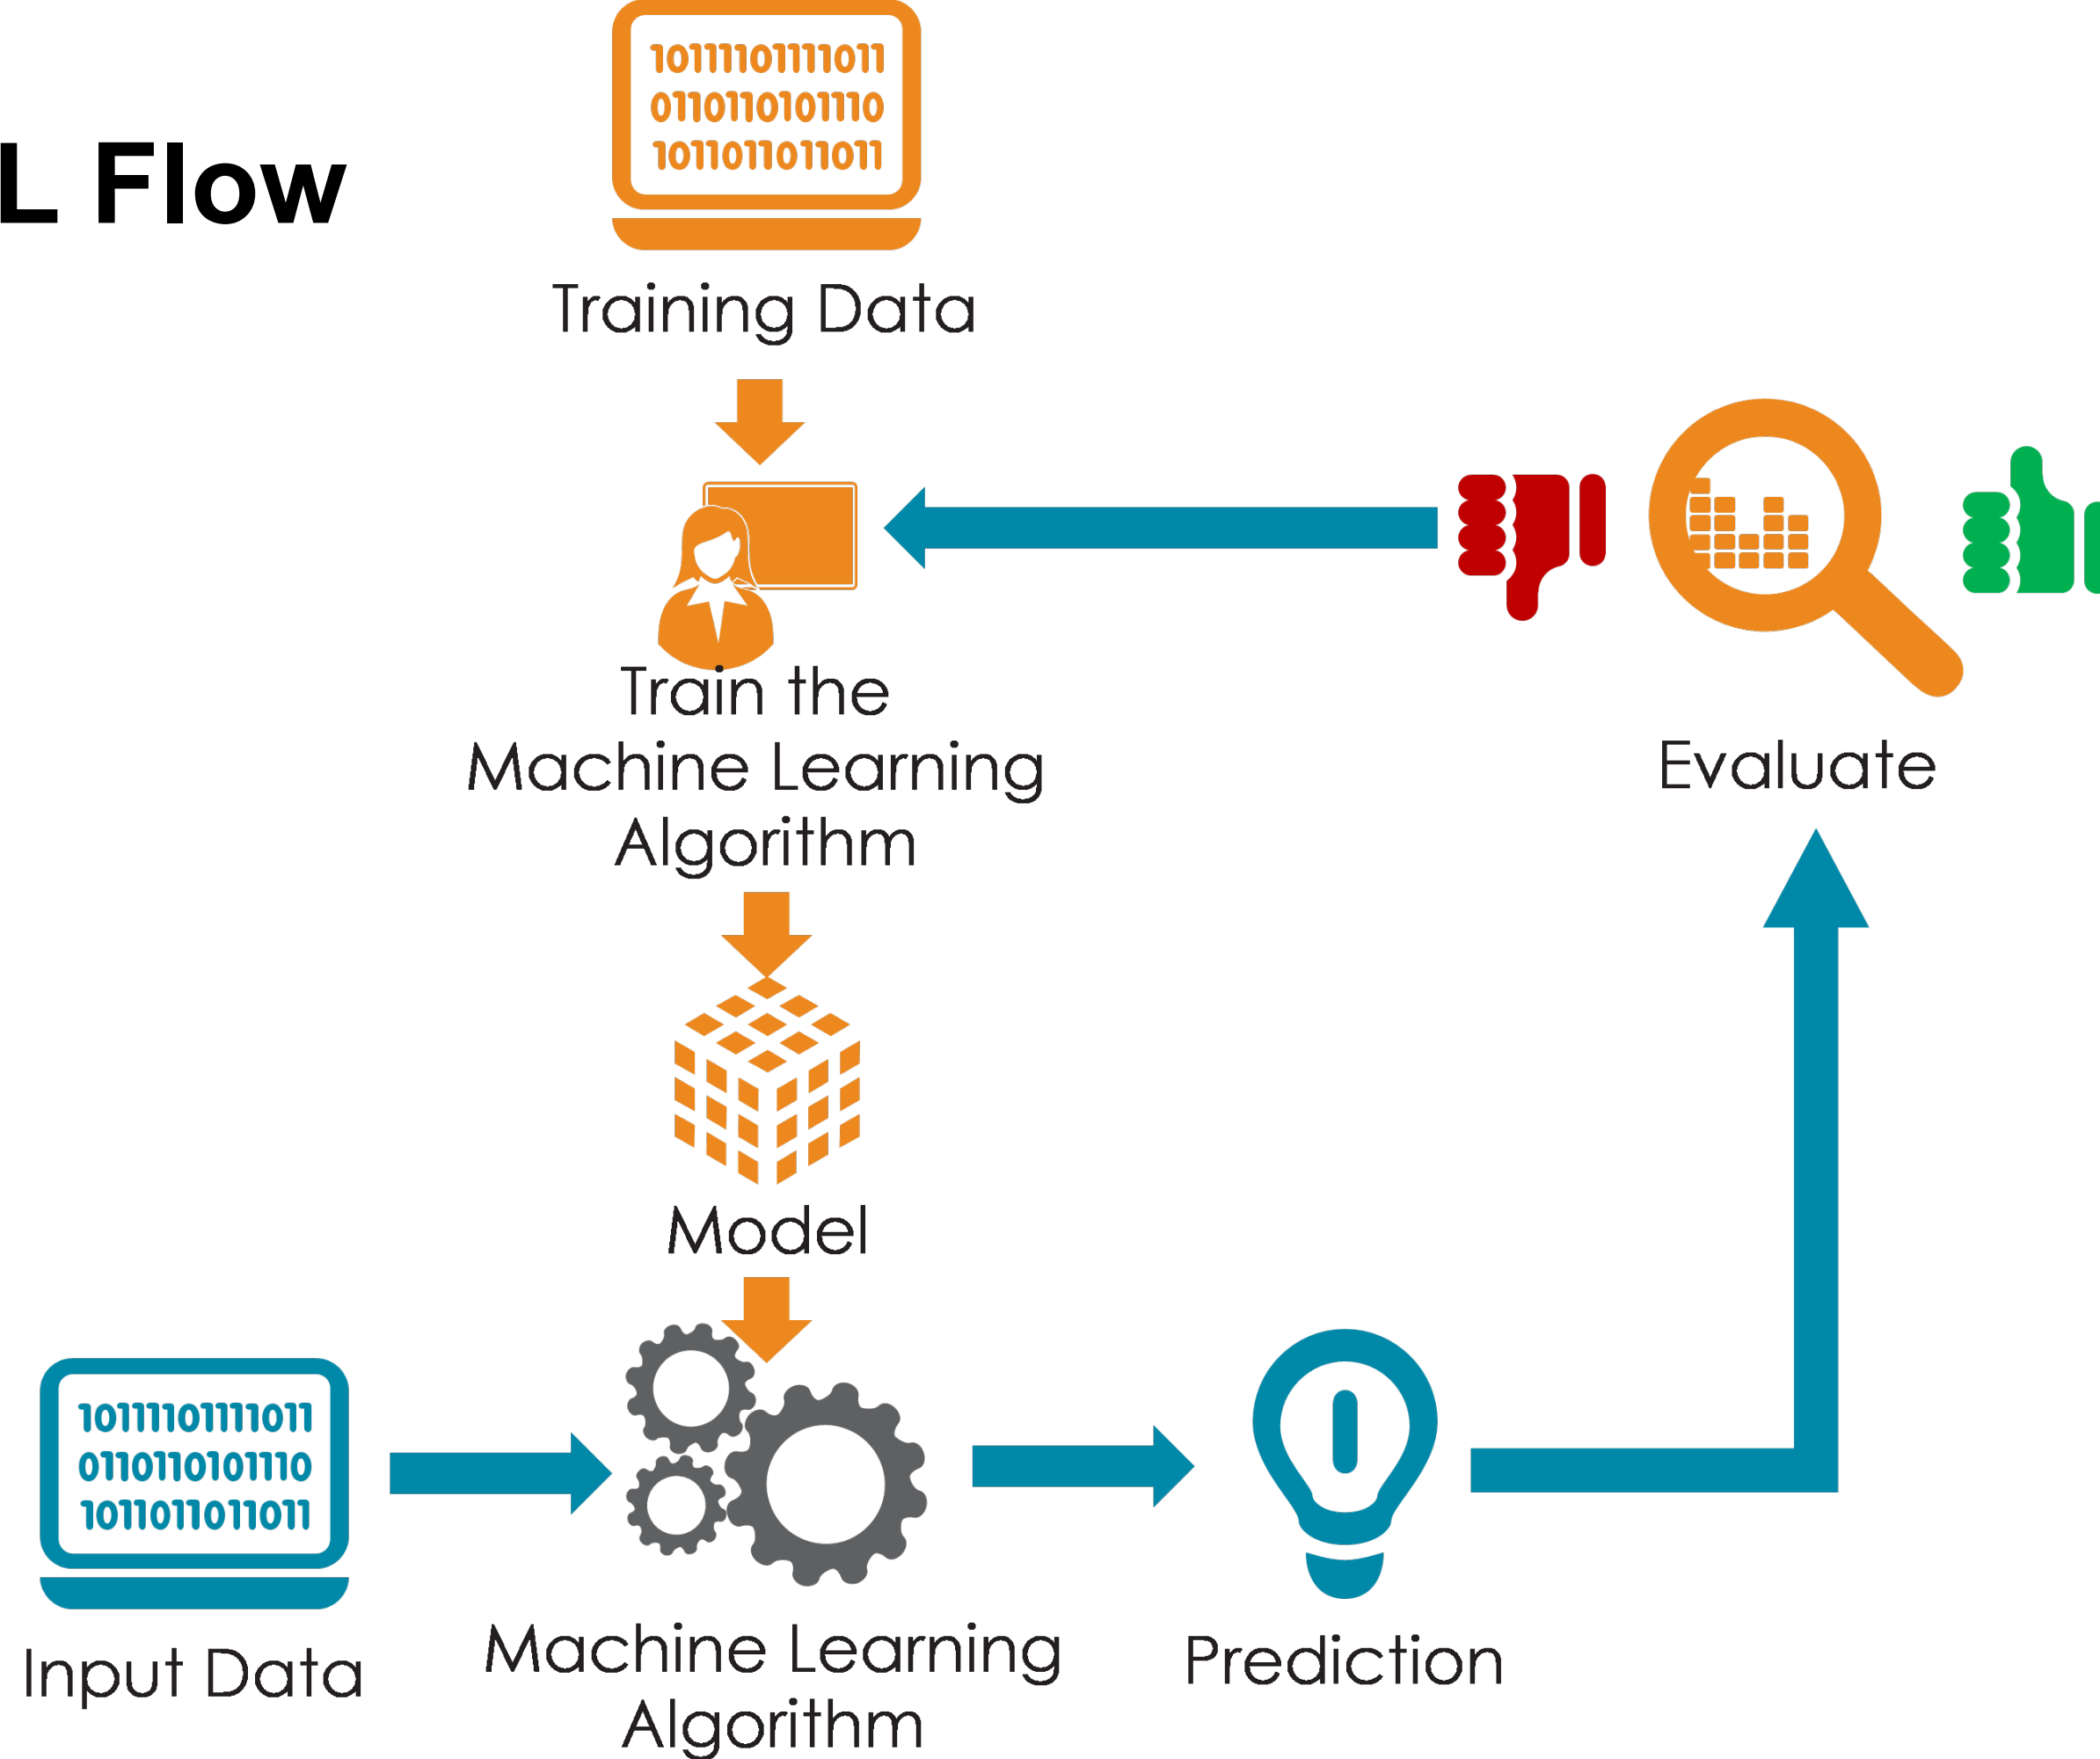 1011110111011
0110110101110
1011011011011
L Flow
Training Data
Train the
Machine Learning
Algorithm
Evaluate
Model
1011110111011
0110110101110
1011011011011
Input Data
Machine Learning
Algorithm
Prediction